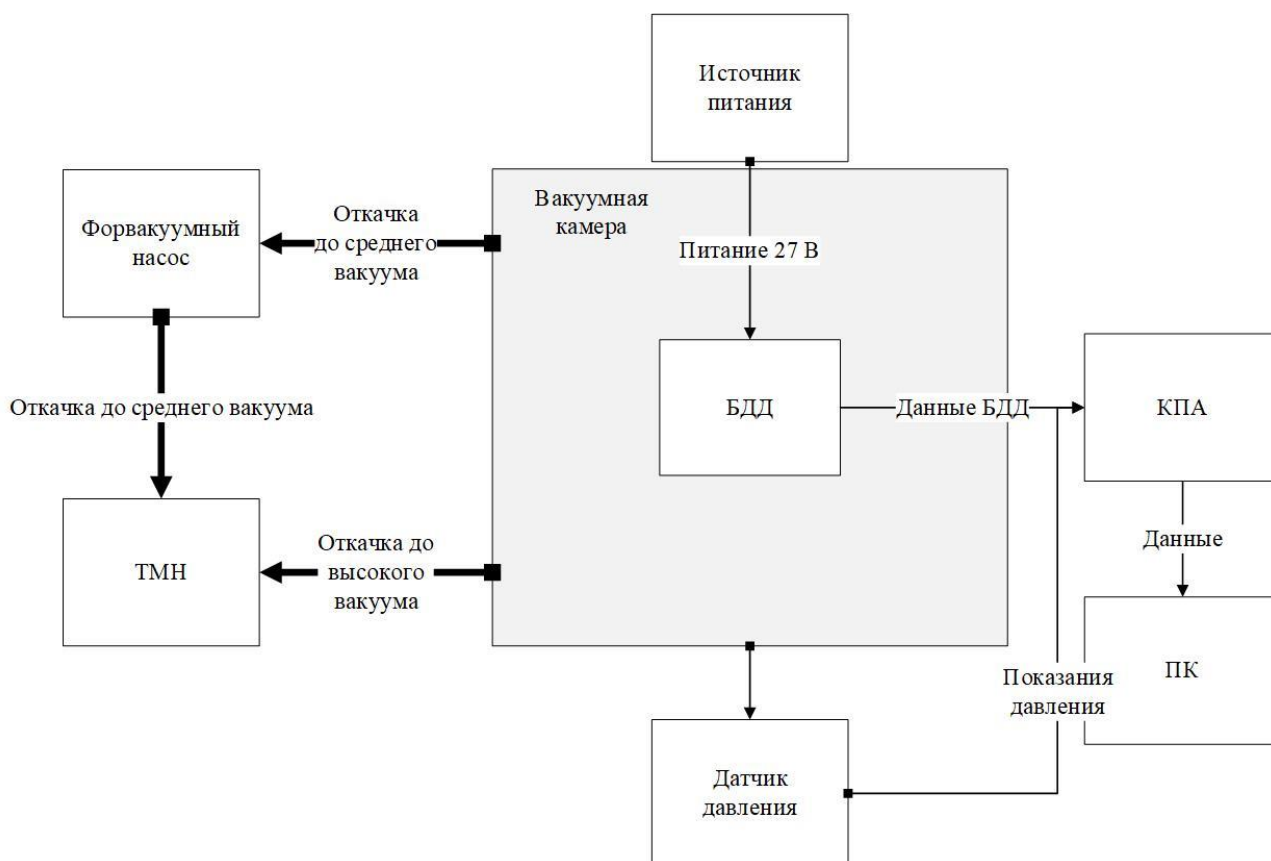 Источник
питания
Вакуумная
камера
Форвакуумный
насос
Откачка
до среднего
вакуума
Питание 27 В
БДД
Данные БДД
КПА
Откачка до среднего вакуума
ТМН
Откачка до
высокого
вакуума
Данные
ПК
Показания
давления
Датчик
давления